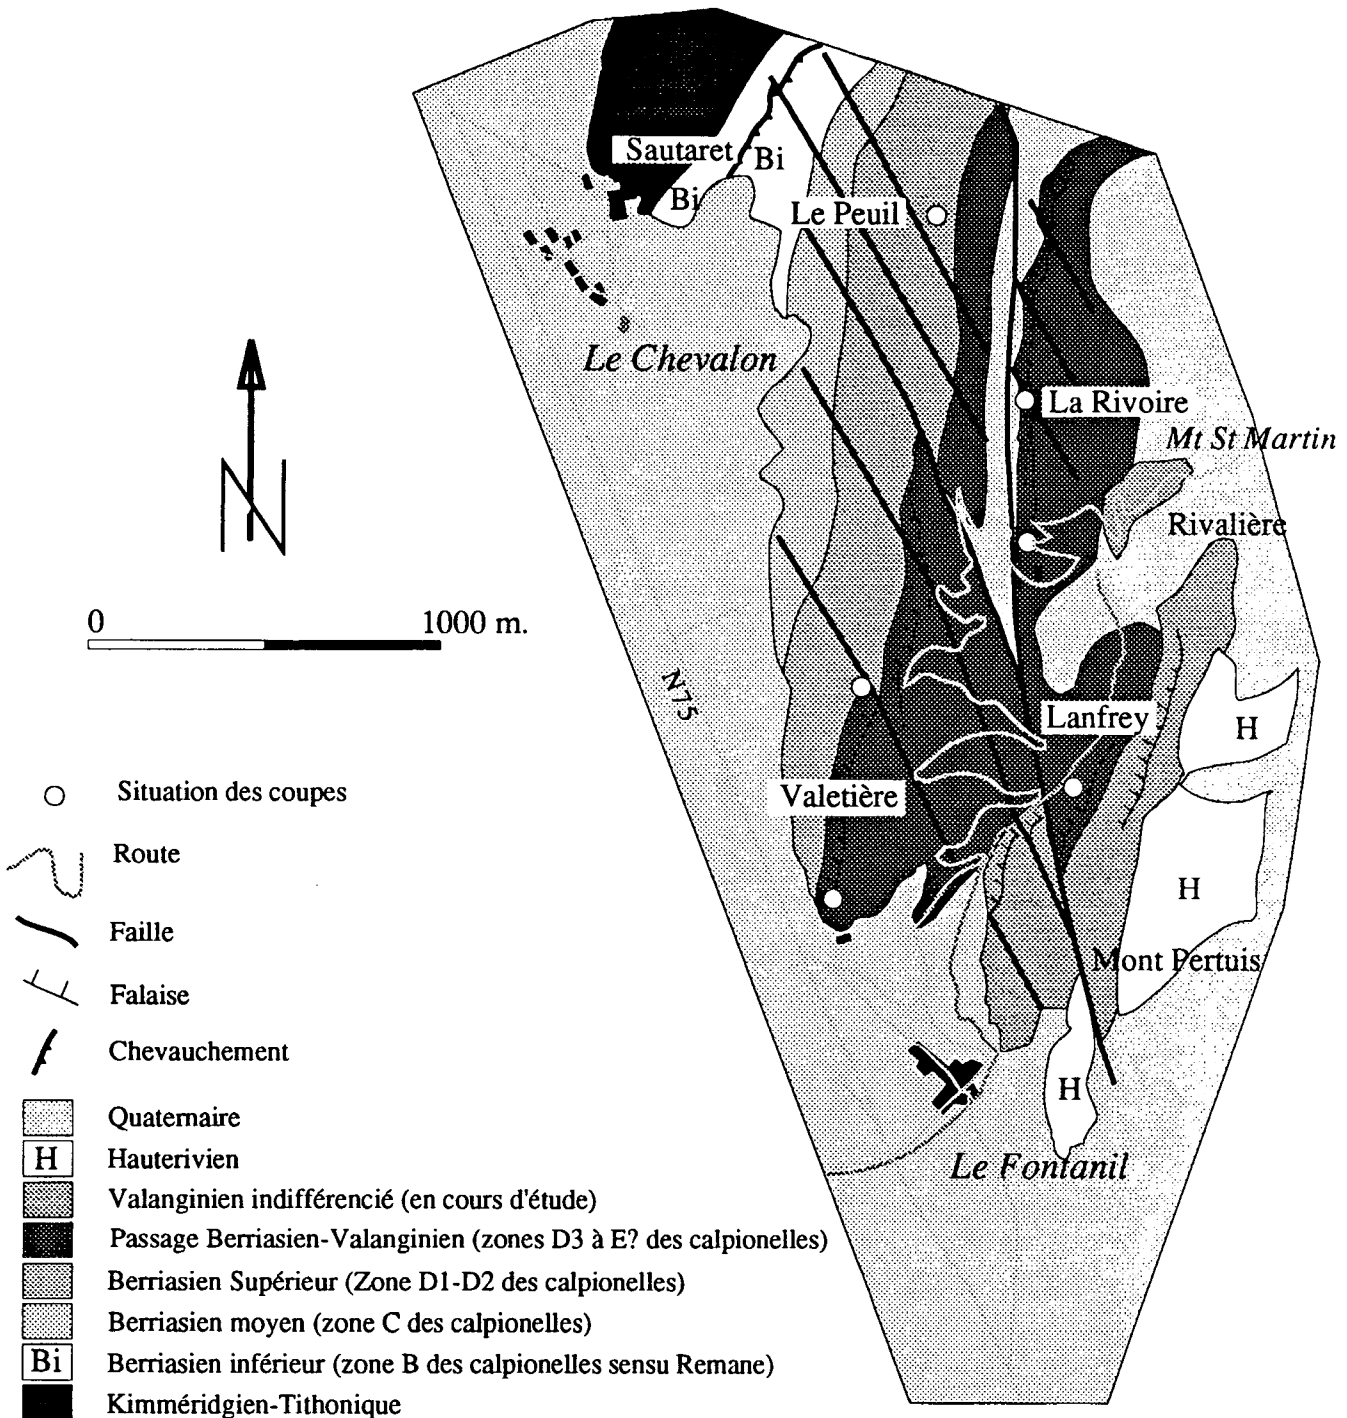 Sautaret
Bi
Bi
Le Peuil
Le Chevalon
La Rivoire
Mt St Martin
Rivalière
N
0 1000 m.
N75
Lanfrey
H
Valetière
H
Mont Pertuis
H
Le Fontanil
Situation des coupes
Route
Faille
Falaise
Chevauchement
Quaternaire
H Hauterivien
Valanginien indifférencié (en cours d'étude)
Passage Berriasien-Valanginien (zones D3 à E? des calpionelles)
Berriasien Supérieur (Zone D1-D2 des calpionelles)
Berriasien moyen (zone C des calpionelles)
Bi Berriasien inférieur (zone B des calpionelles sensu Remane)
Kimméridgien-Tithonique